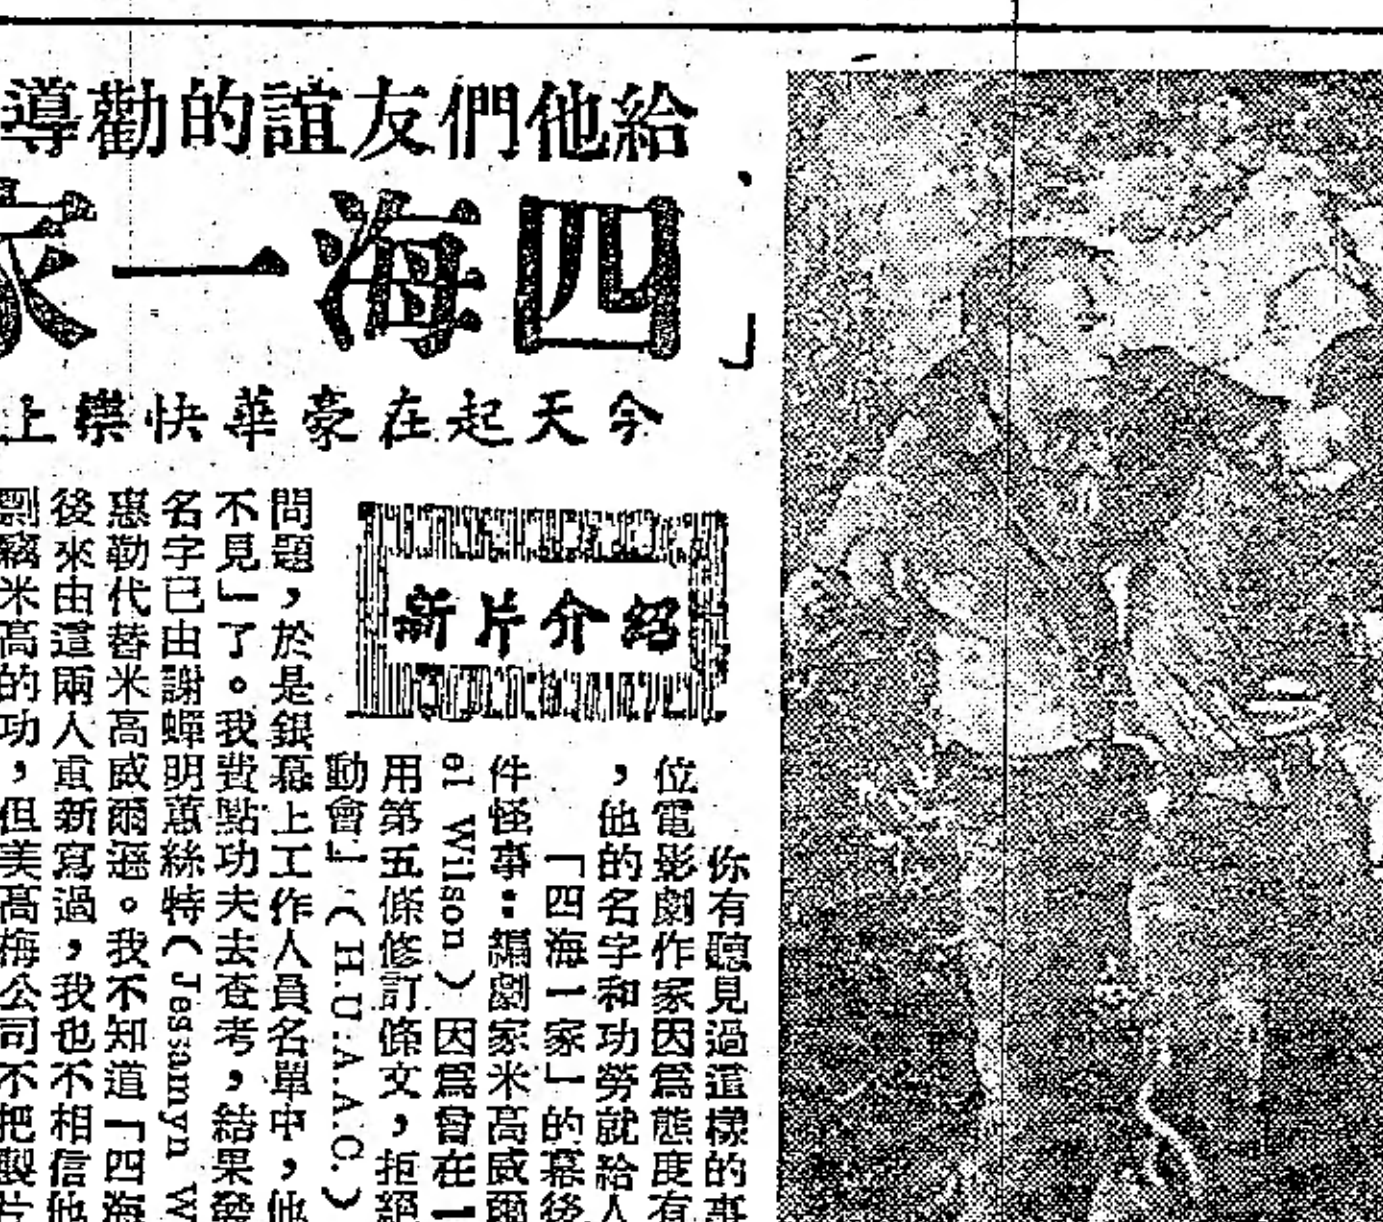 給他們友誼的勸導
「四海一家
今天起在豪華快樂上
新片介紹
你有聽見過這樣的事
位電影劇作家因爲態度有
，他的名字和功勞就給人
「四海一家」的幕後
件怪事：編劇家米高威爾
el Wilson）因爲曾在
用第五條修訂條文，拒絕
動會」（H.U.A.A.C.）
問題，於是銀幕上工作人員名單中，他
不見」了。我費點功夫去查考，結果發
名字已由謝蟬明蕙絲特（Jessamyn W
惠勒代替米高威爾遜。我不知道「四海
後來由這兩人重新寫過，我也不相信他
剽竊米高的功，但美高梅公司不把製片